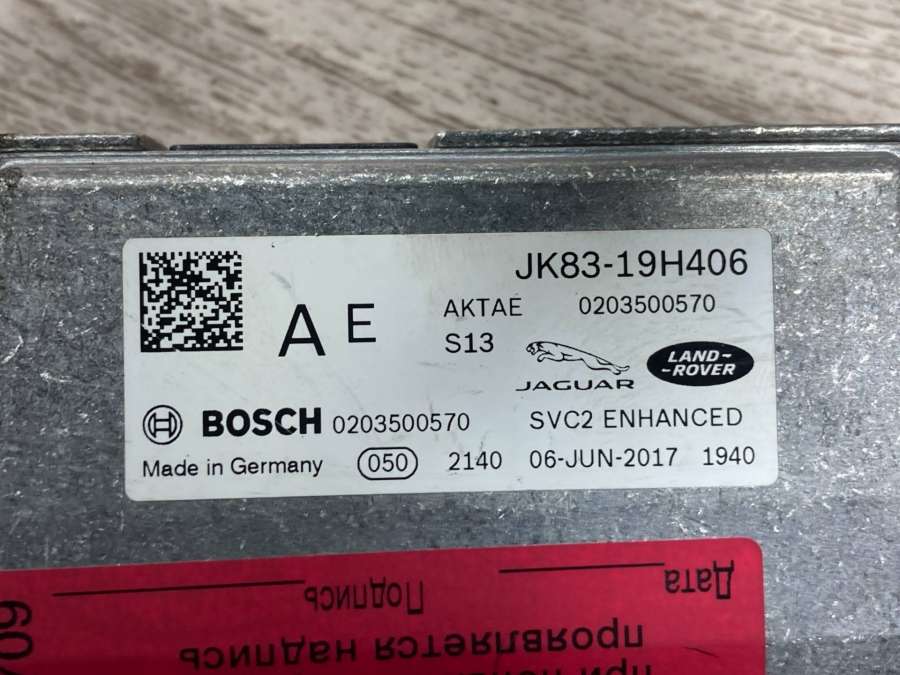 JK83-19H406
A E
AKTAE 0203500570
S13
JAGUAR
LAND-
-ROVER
BOSCH 0203500570
SVC2 ENHANCED
Made in Germany 050 2140 06-JUN-2017 1940
Дата
Подпись
проявляется надпись
при